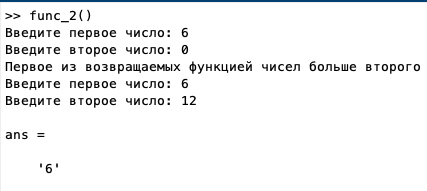 >> func_2()
Введите первое число: 6
Введите второе число: 0
Первое из возвращаемых функцией чисел больше второго
Введите первое число: 6
Введите второе число: 12
ans =
'6'